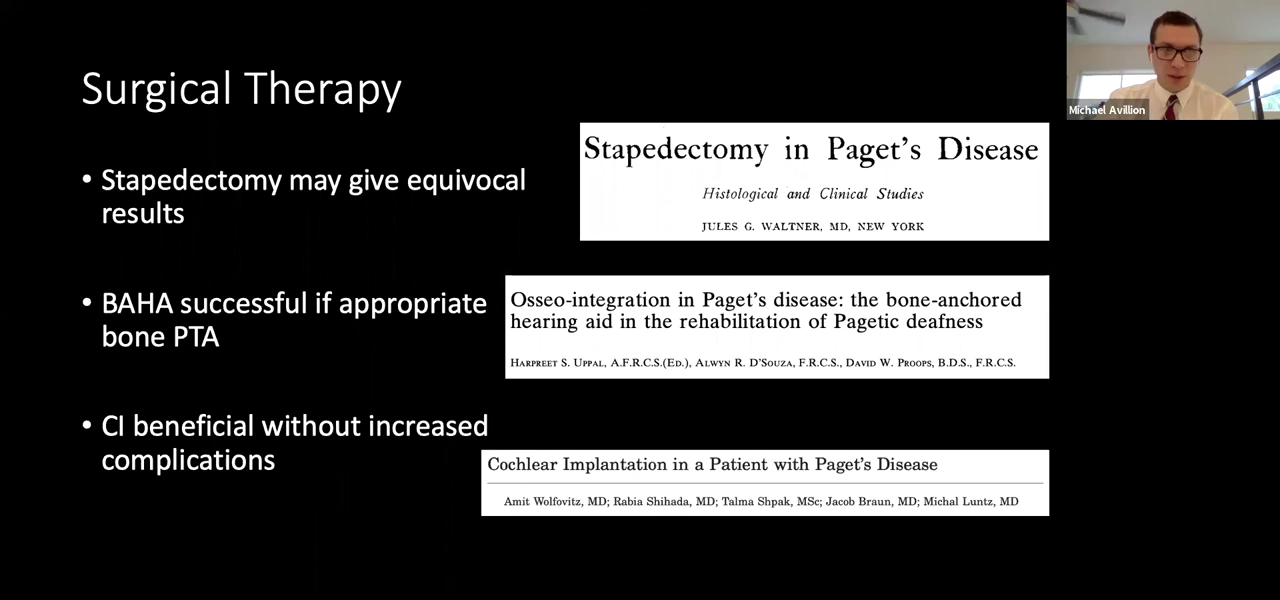 Surgical Therapy
• Stapedectomy may give equivocal
results
Stapedectomy in Paget's Disease
Histological and Clinical Studies
JULES G. WALTNER, MD, NEW YORK
• BAHA successful if appropriate
bone PTA
Osseo-integration in Paget's disease: the bone-anchored
hearing aid in the rehabilitation of Pagetic deafness
Harpreet S. Uppal, A.F.R.C.S.(Ed.), Alwyn R. D'Souza, F.R.C.S., David W. Proops, B.D.S., F.R.C.S.
• CI beneficial without increased
complications
Cochlear Implantation in a Patient with Paget's Disease
Amit Wolfovitz, MD; Rabia Shihada, MD; Talma Shpak, MSc; Jacob Braun, MD; Michal Luntz, MD
Michael Avillion